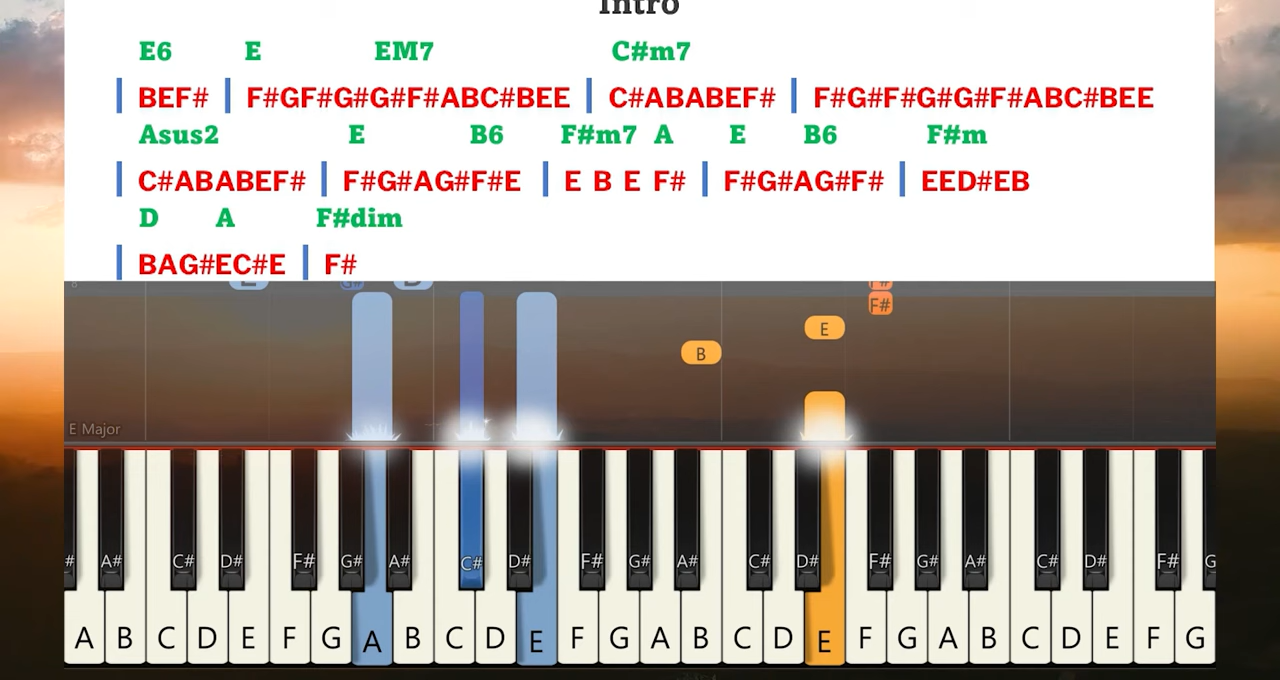 Intro
E6 E EM7 C#m7
| BEF# | F#GF#G#G#F#ABC#BEE | C#ABABEF# | F#G#F#G#G#F#ABC#BEE
Asus2 E B6 F#m7 A E B6 F#m
| C#ABABEF# | F#G#AG#F#E | E B E F# | F#G#AG#F# | EED#EB
D A F#dim
| BAG#EC#E | F#
8
F#
F#
E
B
E Major
# A# C# D# F# G# A# C# D# F# G# A# C# D# F# G# A# C# D# F# G
A B C D E F G A B C D E F G A B C D E F G A B C D E F G